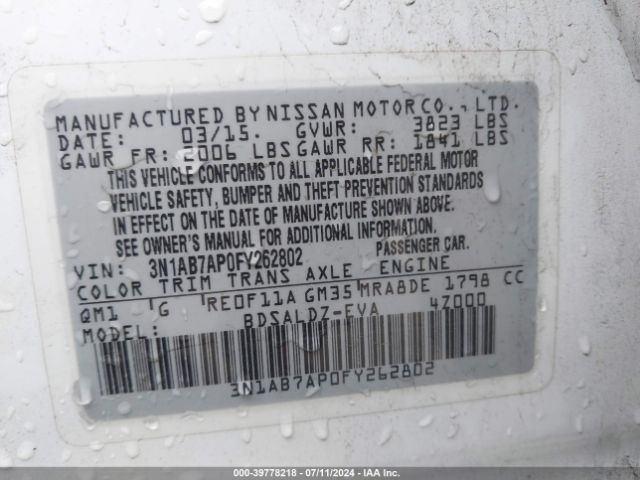 MANUFACTURED BY NISSAN MOTOR CO., LTD.
DATE: 03/15. GVWR: 3823 LBS
GAWR FR: 2006 LBS GAWR RR: 1841 LBS
THIS VEHICLE CONFORMS TO ALL APPLICABLE FEDERAL MOTOR
VEHICLE SAFETY, BUMPER AND THEFT PREVENTION STANDARDS
IN EFFECT ON THE DATE OF MANUFACTURE SHOWN ABOVE.
SEE OWNER'S MANUAL FOR ADDITIONAL INFORMATION.
VIN: 3N1AB7AP0FY262802 PASSENGER CAR.
COLOR TRIM TRANS AXLE ENGINE
QM1 G RE0F11A GM35 MRA8DE 1798 CC
MODEL: BDSALDZ-EVA 4Z000
3N1AB7AP0FY262802
000-39778218 - 07/11/2024 - IAA